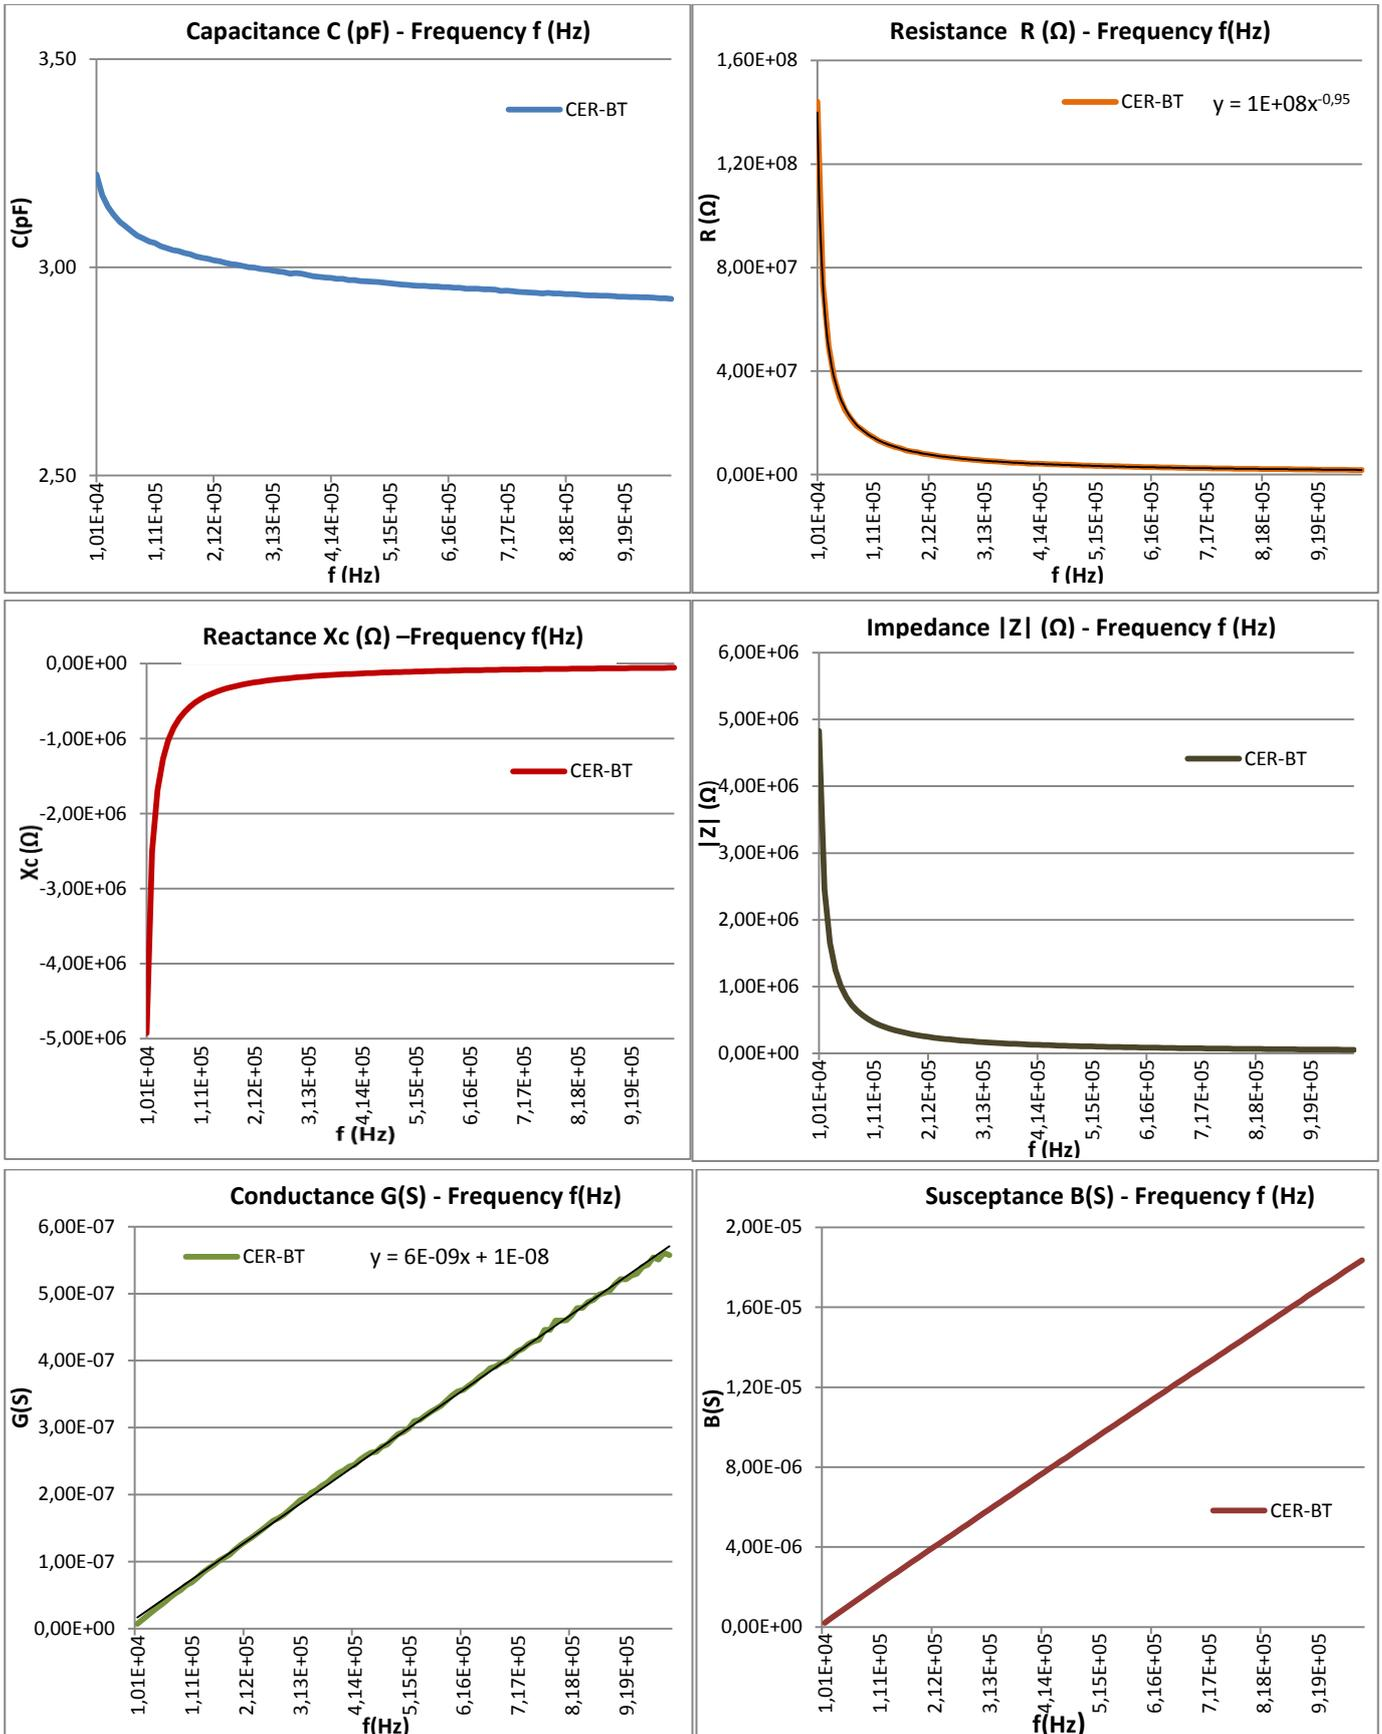 Capacitance C (pF) - Frequency f (Hz)
3,50
CER-BT
3,00
2,50
C(pF)
1,01E+04
1,11E+05
2,12E+05
3,13E+05
4,14E+05
5,15E+05
6,16E+05
7,17E+05
8,18E+05
9,19E+05
f (Hz)
Resistance R (Ω) - Frequency f(Hz)
1,60E+08
CER-BT
y = 1E+08x-0,95
1,20E+08
8,00E+07
4,00E+07
0,00E+00
R (Ω)
1,01E+04
1,11E+05
2,12E+05
3,13E+05
4,14E+05
5,15E+05
6,16E+05
7,17E+05
8,18E+05
9,19E+05
f (Hz)
Reactance Xc (Ω) –Frequency f(Hz)
0,00E+00
-1,00E+06
CER-BT
-2,00E+06
-3,00E+06
-4,00E+06
-5,00E+06
Xc (Ω)
1,01E+04
1,11E+05
2,12E+05
3,13E+05
4,14E+05
5,15E+05
6,16E+05
7,17E+05
8,18E+05
9,19E+05
f (Hz)
Impedance |Z| (Ω) - Frequency f (Hz)
6,00E+06
5,00E+06
CER-BT
4,00E+06
3,00E+06
2,00E+06
1,00E+06
0,00E+00
|Z| (Ω)
1,01E+04
1,11E+05
2,12E+05
3,13E+05
4,14E+05
5,15E+05
6,16E+05
7,17E+05
8,18E+05
9,19E+05
f (Hz)
Conductance G(S) - Frequency f(Hz)
6,00E-07
CER-BT
y = 6E-09x + 1E-08
5,00E-07
4,00E-07
3,00E-07
2,00E-07
1,00E-07
0,00E+00
G(S)
1,01E+04
1,11E+05
2,12E+05
3,13E+05
4,14E+05
5,15E+05
6,16E+05
7,17E+05
8,18E+05
9,19E+05
f(Hz)
Susceptance B(S) - Frequency f (Hz)
2,00E-05
1,60E-05
1,20E-05
8,00E-06
CER-BT
4,00E-06
0,00E+00
B(S)
1,01E+04
1,11E+05
2,12E+05
3,13E+05
4,14E+05
5,15E+05
6,16E+05
7,17E+05
8,18E+05
9,19E+05
f(Hz)